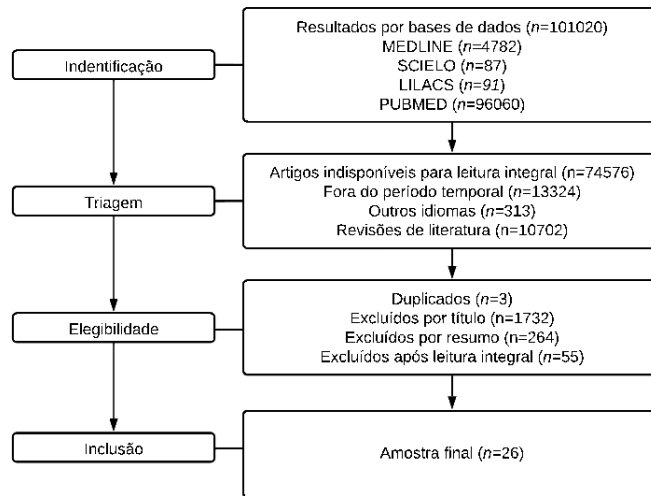 Indentificação
Resultados por bases de dados (n=101020)
MEDLINE (n=4782)
SCIELO (n=87)
LILACS (n=91)
PUBMED (n=96060)
Triagem
Artigos indisponíveis para leitura integral (n=74576)
Fora do período temporal (n=13324)
Outros idiomas (n=313)
Revisões de literatura (n=10702)
Elegibilidade
Duplicados (n=3)
Excluídos por título (n=1732)
Excluídos por resumo (n=264)
Excluídos após leitura integral (n=55)
Inclusão
Amostra final (n=26)